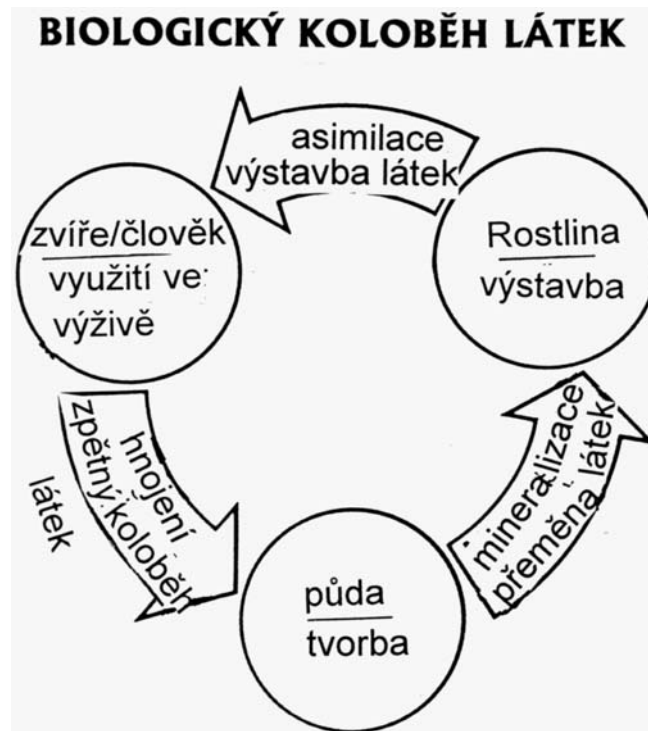 BIOLOGICKÝ KOLOBĚH LÁTEK
asimilace
výstavba látek
zvíře/člověk
využití ve
výživě
Rostlina
výstavba
hnojení
zpětný koloběh
látek
mineralizace
přeměna látek
půda
tvorba